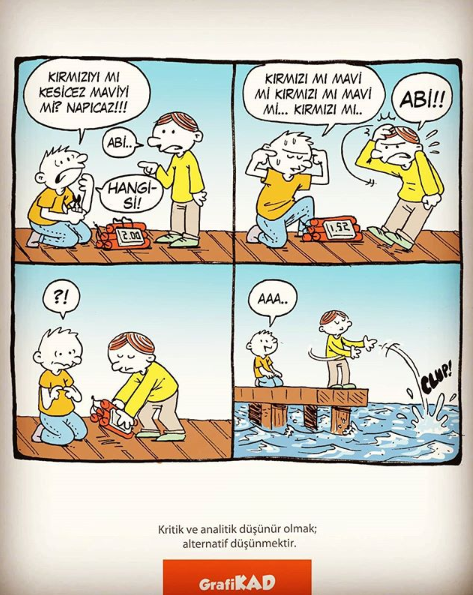 KIRMIZIYI MI
KESİCEZ MAVİYİ
Mİ? NAPICAZ!!!
ABİ..
HANGİ-
Sİ!
2.00
KIRMIZI MI MAVİ
Mİ KIRMIZI MI MAVİ
Mİ... KIRMIZI MI..
ABİ!!
1.52
?!
AAA..
CLUP!
Kritik ve analitik düşünür olmak;
alternatif düşünmektir.
GrafiKAD